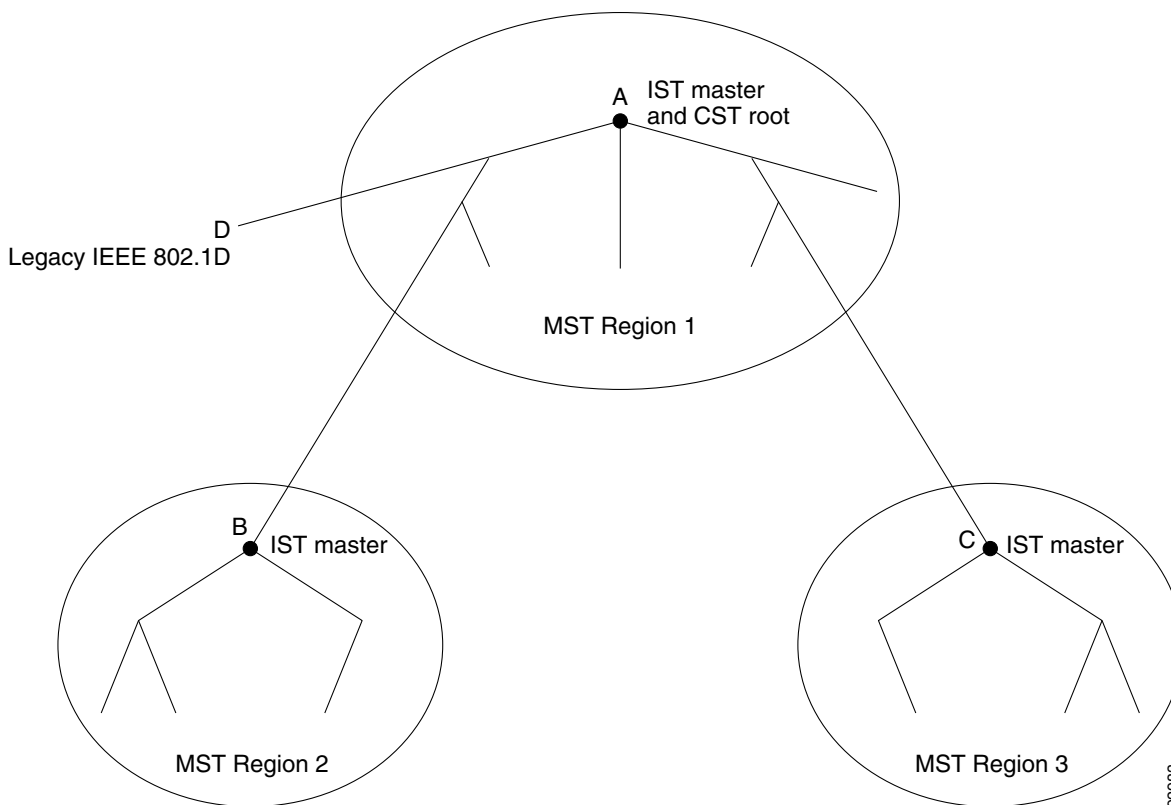 A
IST master
and CST root
D
Legacy IEEE 802.1D
MST Region 1
B
IST master
C
IST master
MST Region 2
MST Region 3